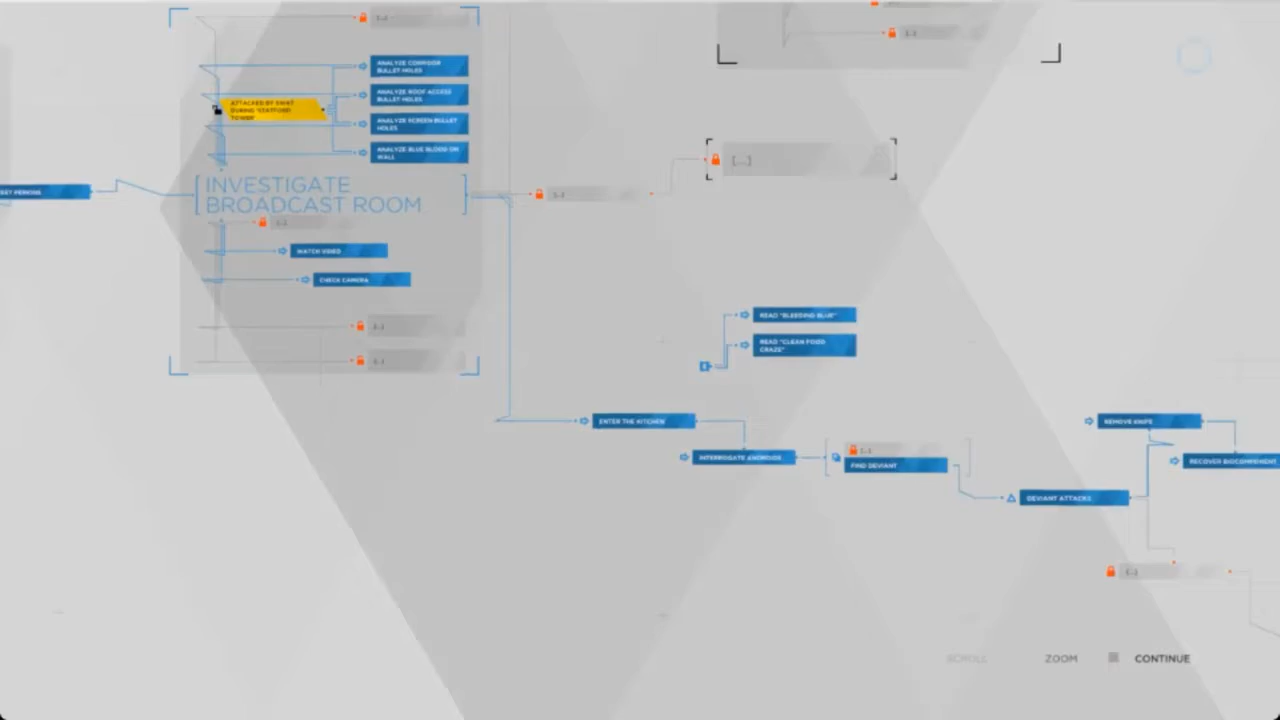 [...]
[...]
ANALYZE CORRIDOR
BULLET HOLES
ANALYZE ROOF ACCESS
BULLET HOLES
ATTACKED BY SWAT
DURING "STRATFORD
TOWER"
ANALYZE SCREEN BULLET
HOLES
ANALYZE BLUE BLOOD ON
WALL
[...]
INVESTIGATE
BROADCAST ROOM
[...]
[...]
WATCH VIDEO
CHECK CAMERA
READ "BLEEDING BLUE"
[...]
READ "CLEAN FOOD
CRAZE"
[...]
ENTER THE KITCHEN
REMOVE KNIFE
[...]
INTERROGATE ANDROIDS
FIND DEVIANT
RECOVER BIOCOMPONENT
DEVIANT ATTACKS
[...]
SCROLL
ZOOM
CONTINUE